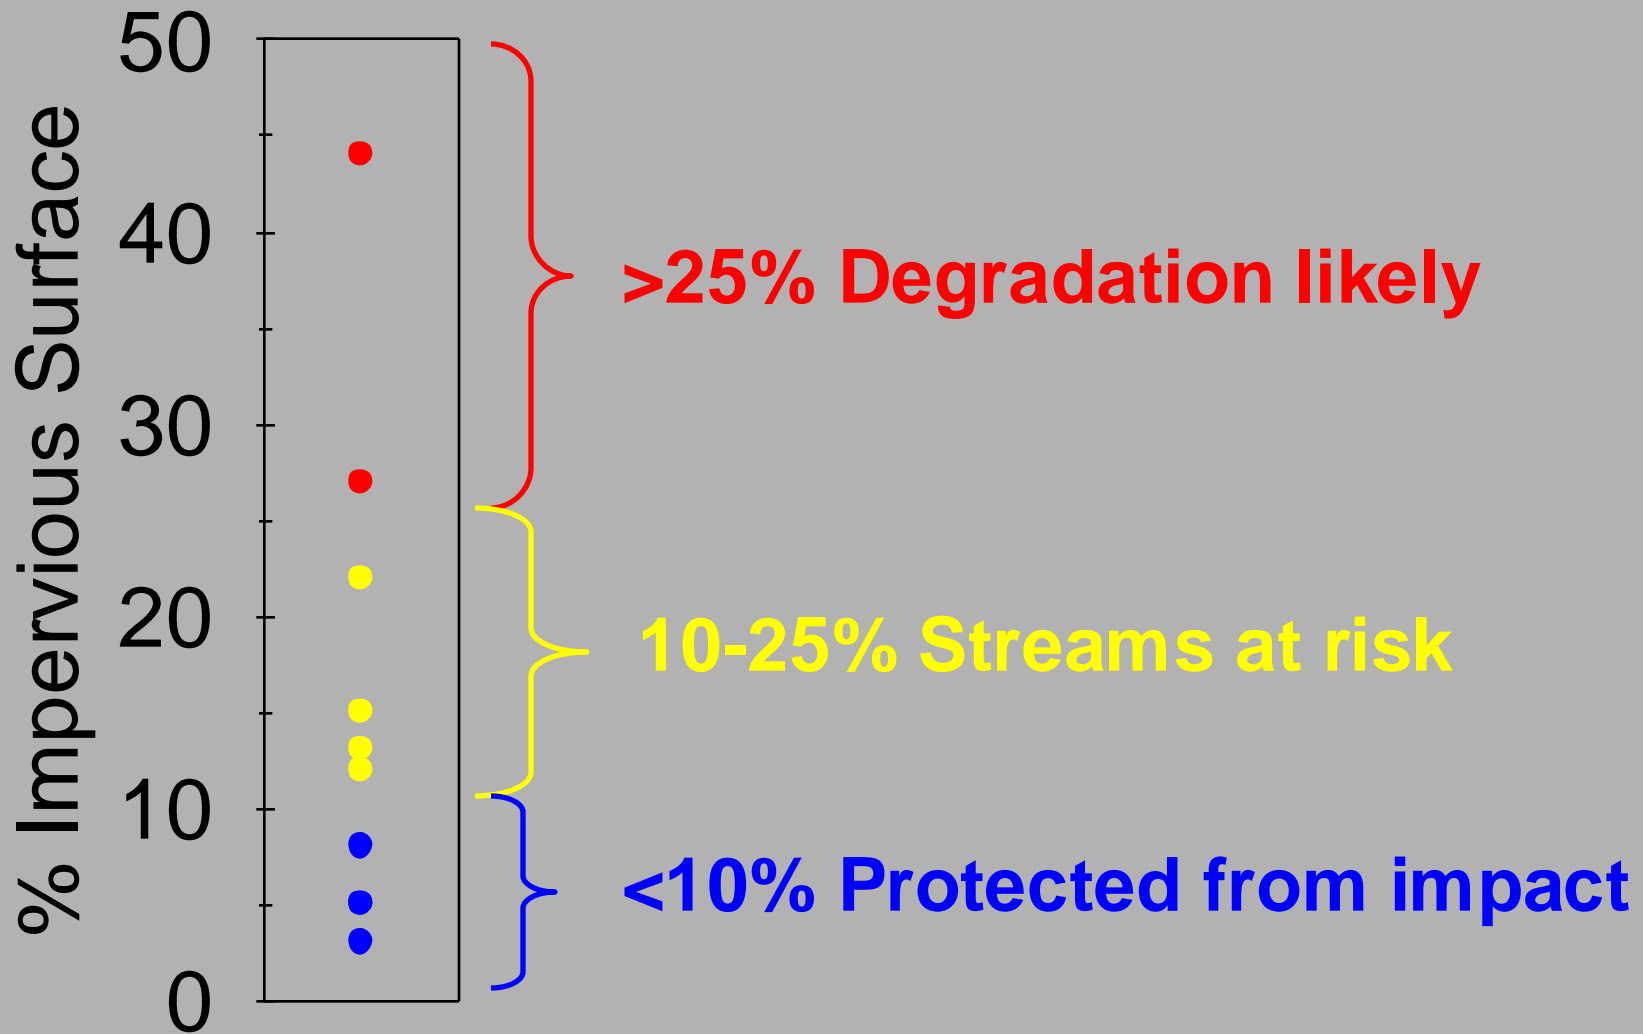 % Impervious Surface
50
40
30
20
10
0
>25% Degradation likely
10-25% Streams at risk
<10% Protected from impact